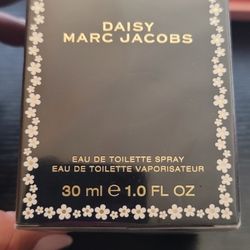 DAISY
MARC JACOBS
EAU DE TOILETTE SPRAY
EAU DE TOILETTE VAPORISATEUR
30 ml ℮ 1.0 FL OZ